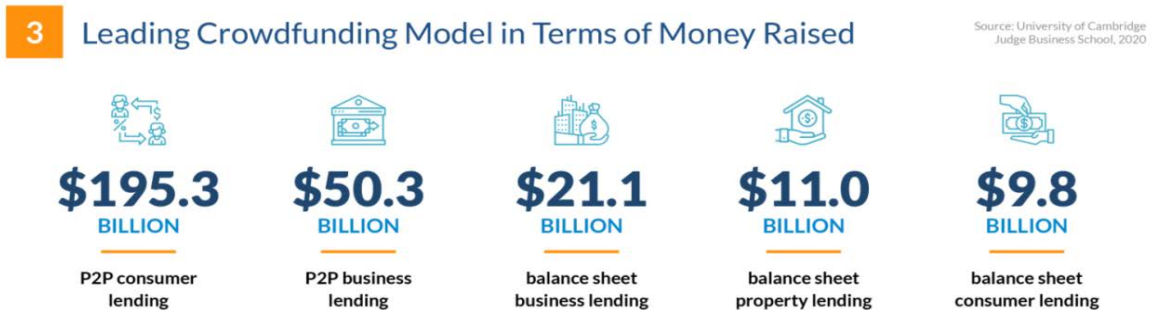 3
Leading Crowdfunding Model in Terms of Money Raised
Source: University of Cambridge
Judge Business School, 2020
$195.3
BILLION
P2P consumer
lending
$50.3
BILLION
P2P business
lending
$21.1
BILLION
balance sheet
business lending
$11.0
BILLION
balance sheet
property lending
$9.8
BILLION
balance sheet
consumer lending